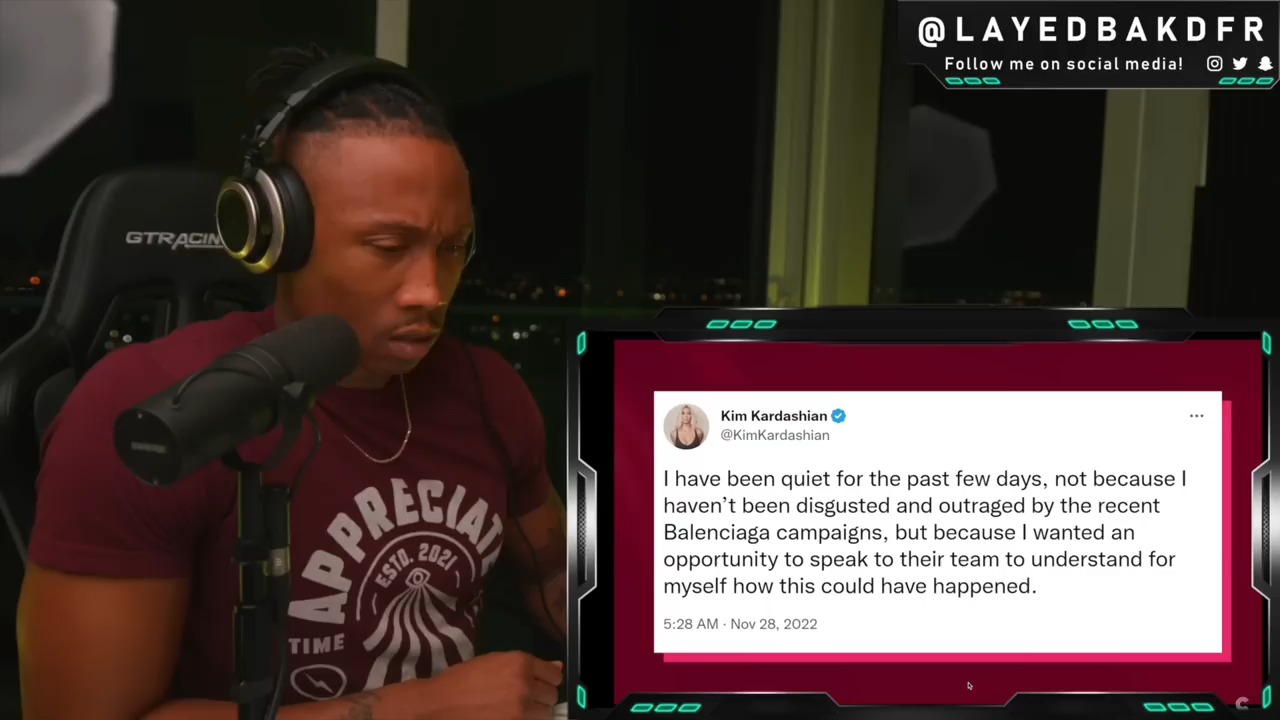 @LAYEDBAKDFR
Follow me on social media!
GTRACIN
APPRECIATE
ESTD. 2021
TIME
Kim Kardashian
@KimKardashian
I have been quiet for the past few days, not because I
haven't been disgusted and outraged by the recent
Balenciaga campaigns, but because I wanted an
opportunity to speak to their team to understand for
myself how this could have happened.
5:28 AM · Nov 28, 2022